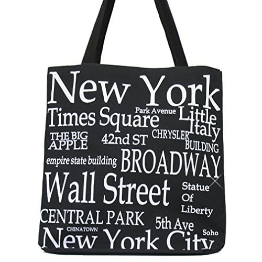 New York
Park Avenue
Times Square
Little
Italy
THE BIG
APPLE
42nd ST
CHRYSLER
BUILDING
empire state building
BROADWAY
Wall Street
Statue
Of
Liberty
CENTRAL PARK
5th Ave
CHINATOWN
Soho
New York City